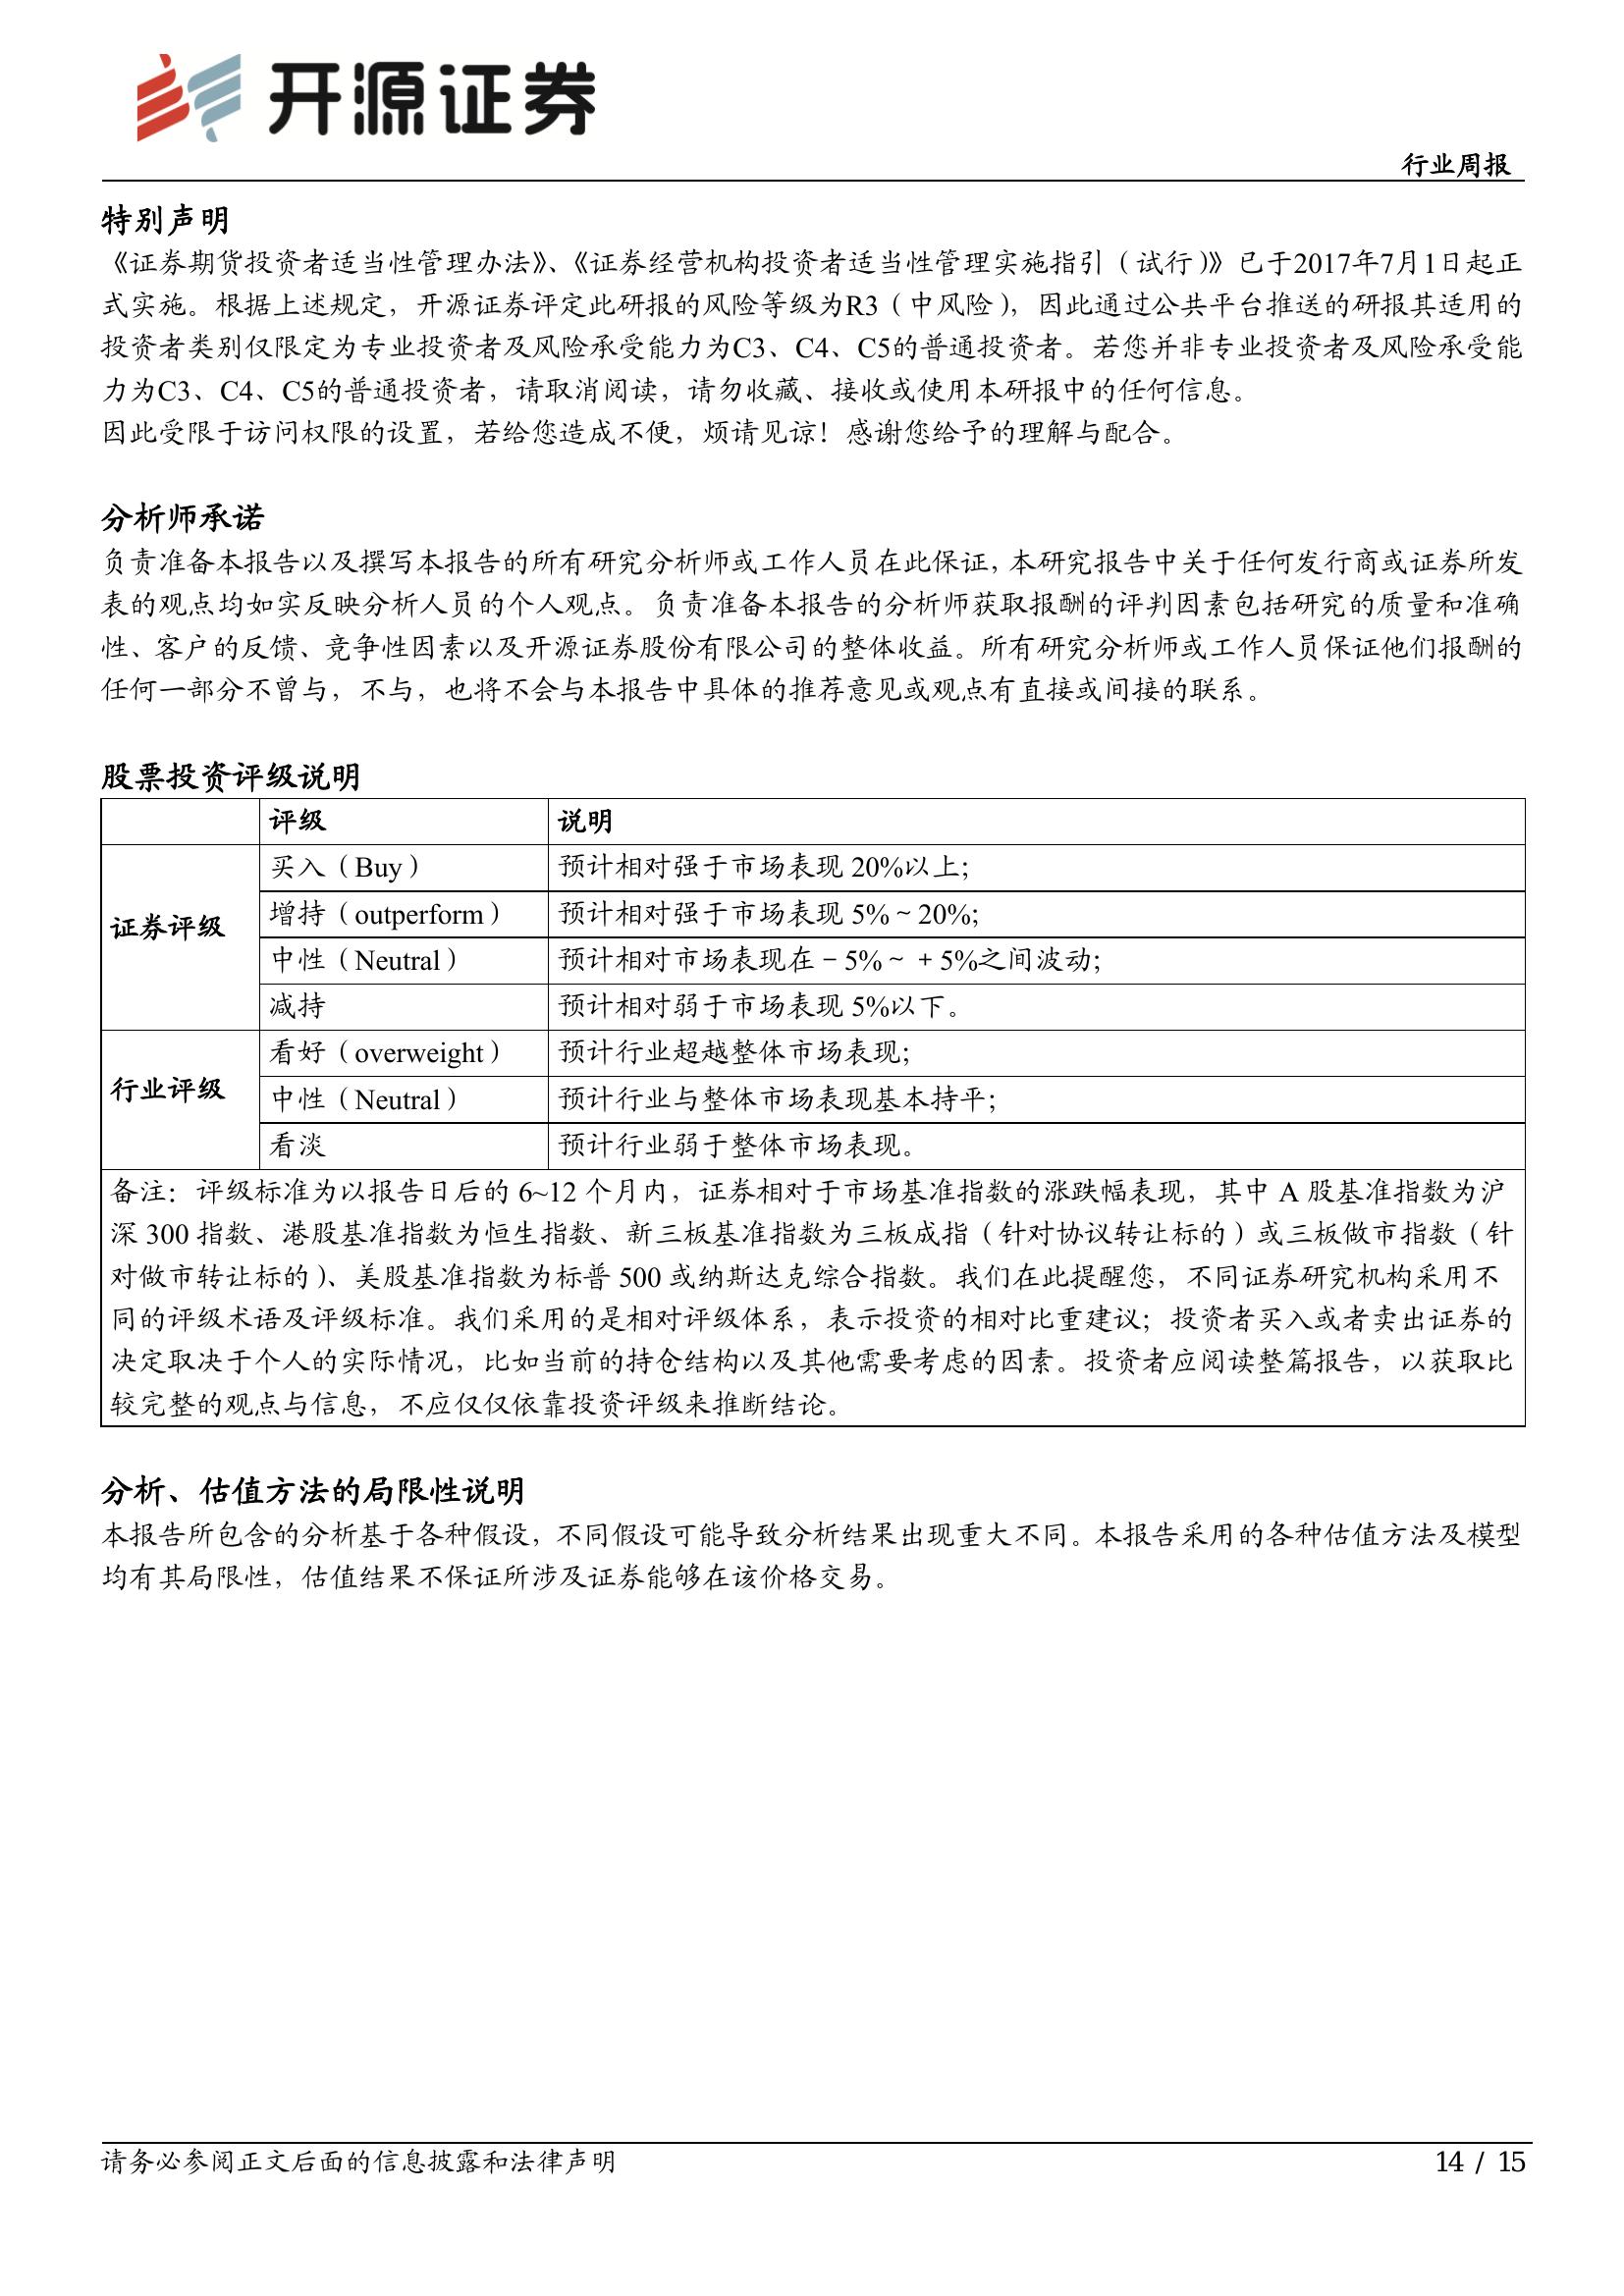 开源证券
行业周报
特别声明
《证券期货投资者适当性管理办法》、《证券经营机构投资者适当性管理实施指引（试行）》已于2017年7月1日起正
式实施。根据上述规定，开源证券评定此研报的风险等级为R3（中风险），因此通过公共平台推送的研报其适用的
投资者类别仅限定为专业投资者及风险承受能力为C3、C4、C5的普通投资者。若您并非专业投资者及风险承受能
力为C3、C4、C5的普通投资者，请取消阅读，请勿收藏、接收或使用本研报中的任何信息。
因此受限于访问权限的设置，若给您造成不便，烦请见谅！感谢您给予的理解与配合。
分析师承诺
负责准备本报告以及撰写本报告的所有研究分析师或工作人员在此保证，本研究报告中关于任何发行商或证券所发
表的观点均如实反映分析人员的个人观点。负责准备本报告的分析师获取报酬的评判因素包括研究的质量和准确
性、客户的反馈、竞争性因素以及开源证券股份有限公司的整体收益。所有研究分析师或工作人员保证他们报酬的
任何一部分不曾与，不与，也将不会与本报告中具体的推荐意见或观点有直接或间接的联系。
股票投资评级说明
评级 说明
证券评级
买入（Buy） 预计相对强于市场表现 20%以上；
增持（outperform） 预计相对强于市场表现 5%～20%；
中性（Neutral） 预计相对市场表现在－5%～＋5%之间波动；
减持 预计相对弱于市场表现 5%以下。
行业评级
看好（overweight） 预计行业超越整体市场表现；
中性（Neutral） 预计行业与整体市场表现基本持平；
看淡 预计行业弱于整体市场表现。
备注：评级标准为以报告日后的 6~12 个月内，证券相对于市场基准指数的涨跌幅表现，其中 A 股基准指数为沪
深 300 指数、港股基准指数为恒生指数、新三板基准指数为三板成指（针对协议转让标的）或三板做市指数（针
对做市转让标的）、美股基准指数为标普 500 或纳斯达克综合指数。我们在此提醒您，不同证券研究机构采用不
同的评级术语及评级标准。我们采用的是相对评级体系，表示投资的相对比重建议；投资者买入或者卖出证券的
决定取决于个人的实际情况，比如当前的持仓结构以及其他需要考虑的因素。投资者应阅读整篇报告，以获取比
较完整的观点与信息，不应仅仅依靠投资评级来推断结论。
分析、估值方法的局限性说明
本报告所包含的分析基于各种假设，不同假设可能导致分析结果出现重大不同。本报告采用的各种估值方法及模型
均有其局限性，估值结果不保证所涉及证券能够在该价格交易。
请务必参阅正文后面的信息披露和法律声明 14 / 15